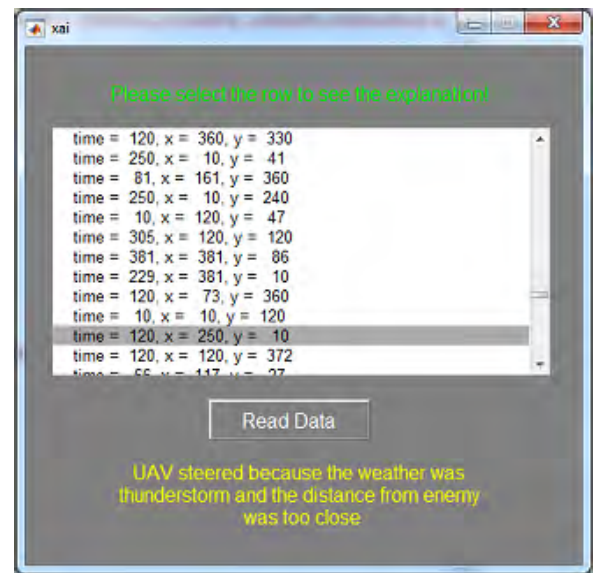 xai
Please select the row to see the explanation!
time = 120, x = 360, y = 330
time = 250, x = 10, y = 41
time = 81, x = 161, y = 360
time = 250, x = 10, y = 240
time = 10, x = 120, y = 47
time = 305, x = 120, y = 120
time = 381, x = 381, y = 86
time = 229, x = 381, y = 10
time = 120, x = 73, y = 360
time = 10, x = 10, y = 120
time = 120, x = 250, y = 10
time = 120, x = 120, y = 372
Read Data
UAV steered because the weather was
thunderstorm and the distance from enemy
was too close